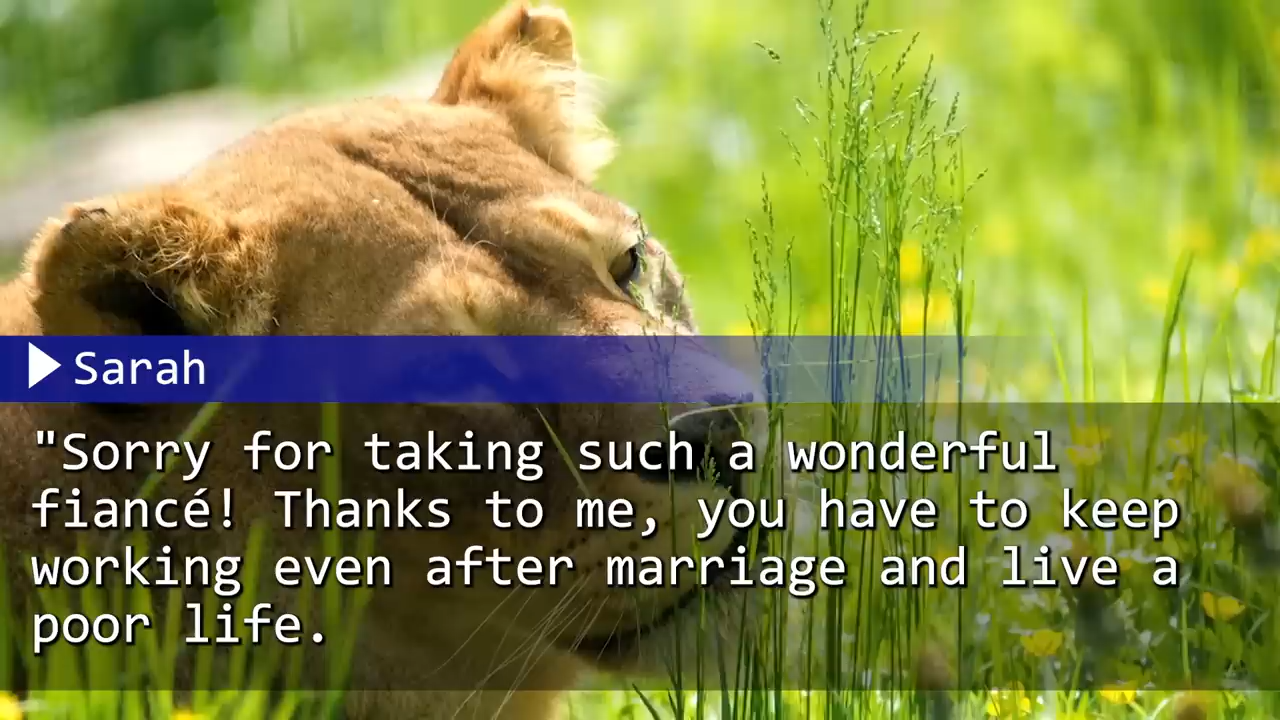 Sarah
"Sorry for taking such a wonderful
fiancé! Thanks to me, you have to keep
working even after marriage and live a
poor life.